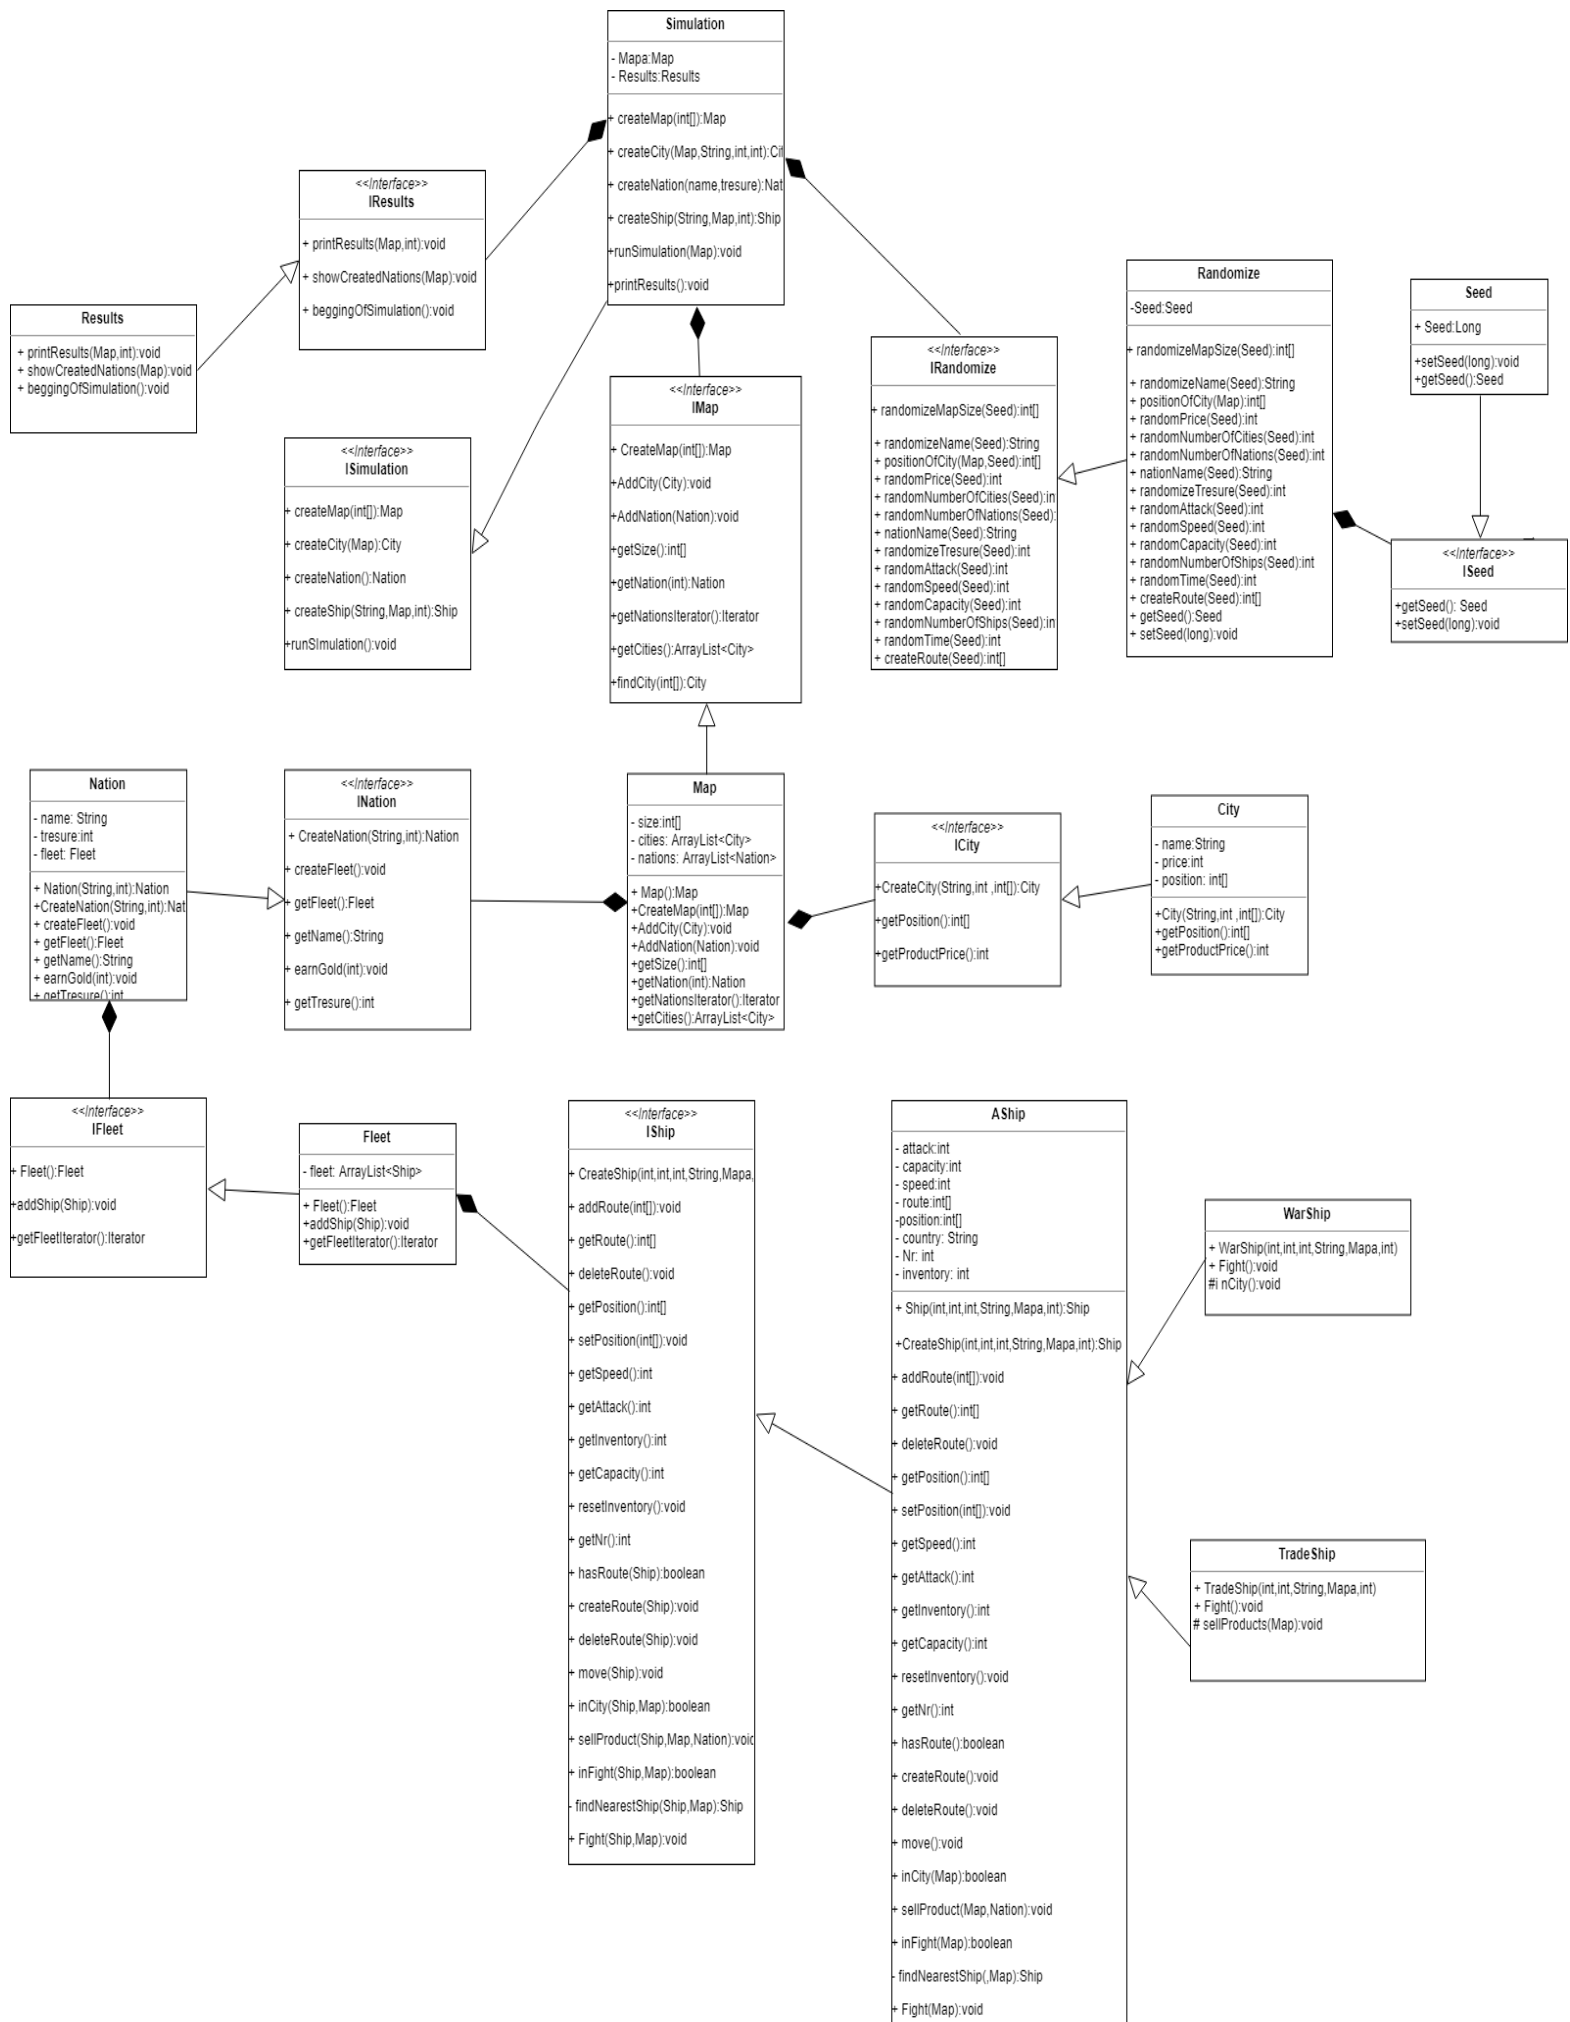 Simulation
- Mapa:Map
- Results:Results
+ createMap(int[]):Map
+ createCity(Map,String,int,int):Cit
+ createNation(name,tresure):Nat
+ createShip(String,Map,int):Ship
+runSimulation(Map):void
+printResults():void
<<Interface>>
IResults
+ printResults(Map,int):void
+ showCreatedNations(Map):void
+ beggingOfSimulation():void
Results
+ printResults(Map,int):void
+ showCreatedNations(Map):void
+ beggingOfSimulation():void
<<Interface>>
ISimulation
+ createMap(int[]):Map
+ createCity(Map):City
+ createNation():Nation
+ createShip(String,Map,int):Ship
+runSImulation():void
<<Interface>>
IMap
+ CreateMap(int[]):Map
+AddCity(City):void
+AddNation(Nation):void
+getSize():int[]
+getNation(int):Nation
+getNationsIterator():Iterator
+getCities():ArrayList<City>
+findCity(int[]):City
<<Interface>>
IRandomize
+ randomizeMapSize(Seed):int[]
+ randomizeName(Seed):String
+ positionOfCity(Map,Seed):int[]
+ randomPrice(Seed):int
+ randomNumberOfCities(Seed):in
+ randomNumberOfNations(Seed):
+ nationName(Seed):String
+ randomizeTresure(Seed):int
+ randomAttack(Seed):int
+ randomSpeed(Seed):int
+ randomCapacity(Seed):int
+ randomNumberOfShips(Seed):in
+ randomTime(Seed):int
+ createRoute(Seed):int[]
Randomize
-Seed:Seed
+ randomizeMapSize(Seed):int[]
+ randomizeName(Seed):String
+ positionOfCity(Map):int[]
+ randomPrice(Seed):int
+ randomNumberOfCities(Seed):int
+ randomNumberOfNations(Seed):int
+ nationName(Seed):String
+ randomizeTresure(Seed):int
+ randomAttack(Seed):int
+ randomSpeed(Seed):int
+ randomCapacity(Seed):int
+ randomNumberOfShips(Seed):int
+ randomTime(Seed):int
+ createRoute(Seed):int[]
+ getSeed():Seed
+ setSeed(long):void
Seed
+ Seed:Long
+setSeed(long):void
+getSeed():Seed
<<Interface>>
ISeed
+getSeed(): Seed
+setSeed(long):void
Nation
- name: String
- tresure:int
- fleet: Fleet
+ Nation(String,int):Nation
+CreateNation(String,int):Nat
+ createFleet():void
+ getFleet():Fleet
+ getName():String
+ earnGold(int):void
+ getTresure():int
<<Interface>>
INation
+ CreateNation(String,int):Nation
+ createFleet():void
+ getFleet():Fleet
+ getName():String
+ earnGold(int):void
+ getTresure():int
Map
- size:int[]
- cities: ArrayList<City>
- nations: ArrayList<Nation>
+ Map():Map
+CreateMap(int[]):Map
+AddCity(City):void
+AddNation(Nation):void
+getSize():int[]
+getNation(int):Nation
+getNationsIterator():Iterator
+getCities():ArrayList<City>
<<Interface>>
ICity
+CreateCity(String,int ,int[]):City
+getPosition():int[]
+getProductPrice():int
City
- name:String
- price:int
- position: int[]
+City(String,int ,int[]):City
+getPosition():int[]
+getProductPrice():int
<<Interface>>
IFleet
+ Fleet():Fleet
+addShip(Ship):void
+getFleetIterator():Iterator
Fleet
- fleet: ArrayList<Ship>
+ Fleet():Fleet
+addShip(Ship):void
+getFleetIterator():Iterator
<<Interface>>
IShip
+ CreateShip(int,int,int,String,Mapa,
+ addRoute(int[]):void
+ getRoute():int[]
+ deleteRoute():void
+ getPosition():int[]
+ setPosition(int[]):void
+ getSpeed():int
+ getAttack():int
+ getInventory():int
+ getCapacity():int
+ resetInventory():void
+ getNr():int
+ hasRoute(Ship):boolean
+ createRoute(Ship):void
+ deleteRoute(Ship):void
+ move(Ship):void
+ inCity(Ship,Map):boolean
+ sellProduct(Ship,Map,Nation):voic
+ inFight(Ship,Map):boolean
- findNearestShip(Ship,Map):Ship
+ Fight(Ship,Map):void
AShip
- attack:int
- capacity:int
- speed:int
- route:int[]
-position:int[]
- country: String
- Nr: int
- inventory: int
+ Ship(int,int,int,String,Mapa,int):Ship
+CreateShip(int,int,int,String,Mapa,int):Ship
+ addRoute(int[]):void
+ getRoute():int[]
+ deleteRoute():void
+ getPosition():int[]
+ setPosition(int[]):void
+ getSpeed():int
+ getAttack():int
+ getInventory():int
+ getCapacity():int
+ resetInventory():void
+ getNr():int
+ hasRoute():boolean
+ createRoute():void
+ deleteRoute():void
+ move():void
+ inCity(Map):boolean
+ sellProduct(Map,Nation):void
+ inFight(Map):boolean
- findNearestShip(,Map):Ship
+ Fight(Map):void
WarShip
+ WarShip(int,int,int,String,Mapa,int)
+ Fight():void
#i nCity():void
TradeShip
+ TradeShip(int,int,String,Mapa,int)
+ Fight():void
# sellProducts(Map):void